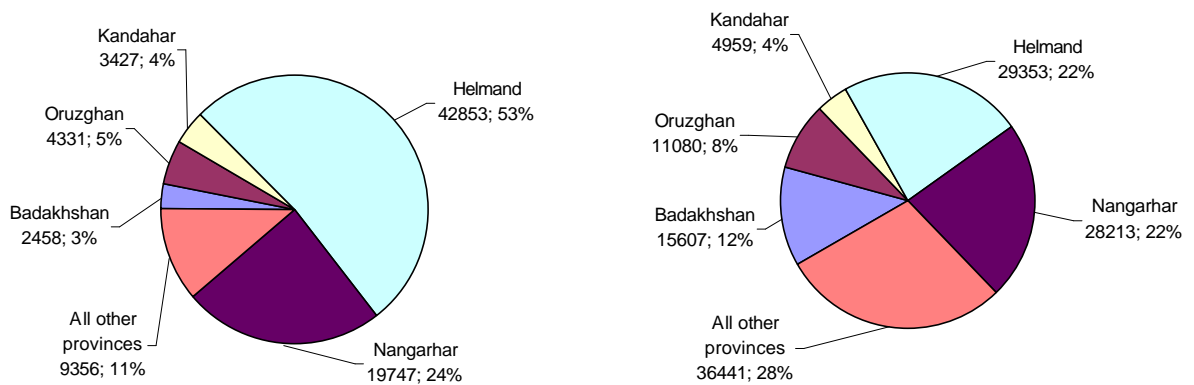 Kandahar
3427; 4%
Helmand
42853; 53%
Oruzghan
4331; 5%
Badakhshan
2458; 3%
All other
provinces
9356; 11%
Nangarhar
19747; 24%
Kandahar
4959; 4%
Helmand
29353; 22%
Oruzghan
11080; 8%
Badakhshan
15607; 12%
Nangarhar
28213; 22%
All other
provinces
36441; 28%